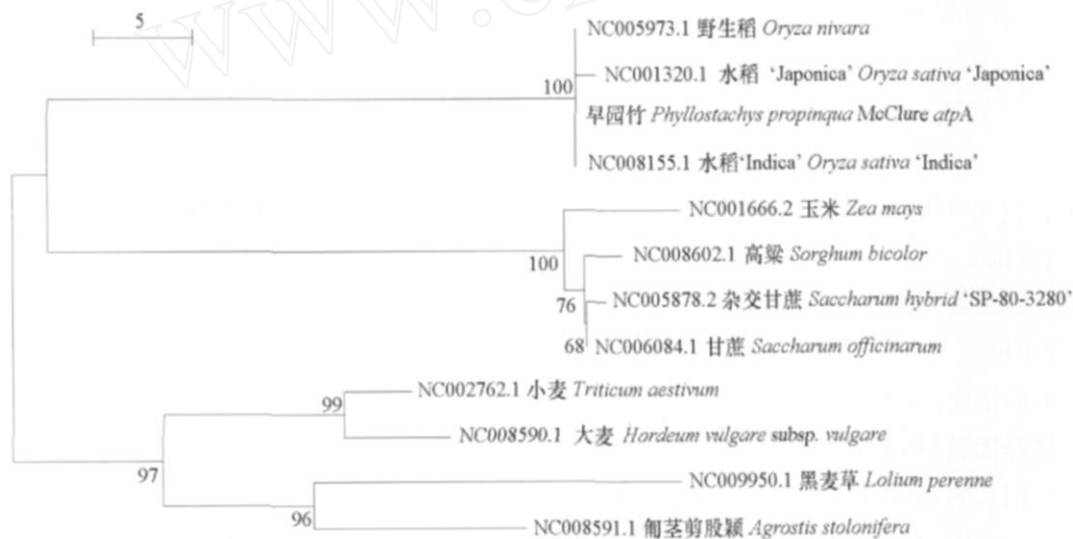 5
NC005973.1 野生稻 Oryza nivara
NC001320.1 水稻 ‘Japonica’ Oryza sativa ‘Japonica’
100
早园竹 Phyllostachys propinqua McClure atpA
NC008155.1 水稻‘Indica’ Oryza sativa ‘Indica’
NC001666.2 玉米 Zea mays
NC008602.1 高粱 Sorghum bicolor
100
NC005878.2 杂交甘蔗 Saccharum hybrid ‘SP-80-3280’
76
68 NC006084.1 甘蔗 Saccharum officinarum
NC002762.1 小麦 Triticum aestivum
99
NC008590.1 大麦 Hordeum vulgare subsp. vulgare
97
NC009950.1 黑麦草 Lolium perenne
96
NC008591.1 匍茎剪股颖 Agrostis stolonifera